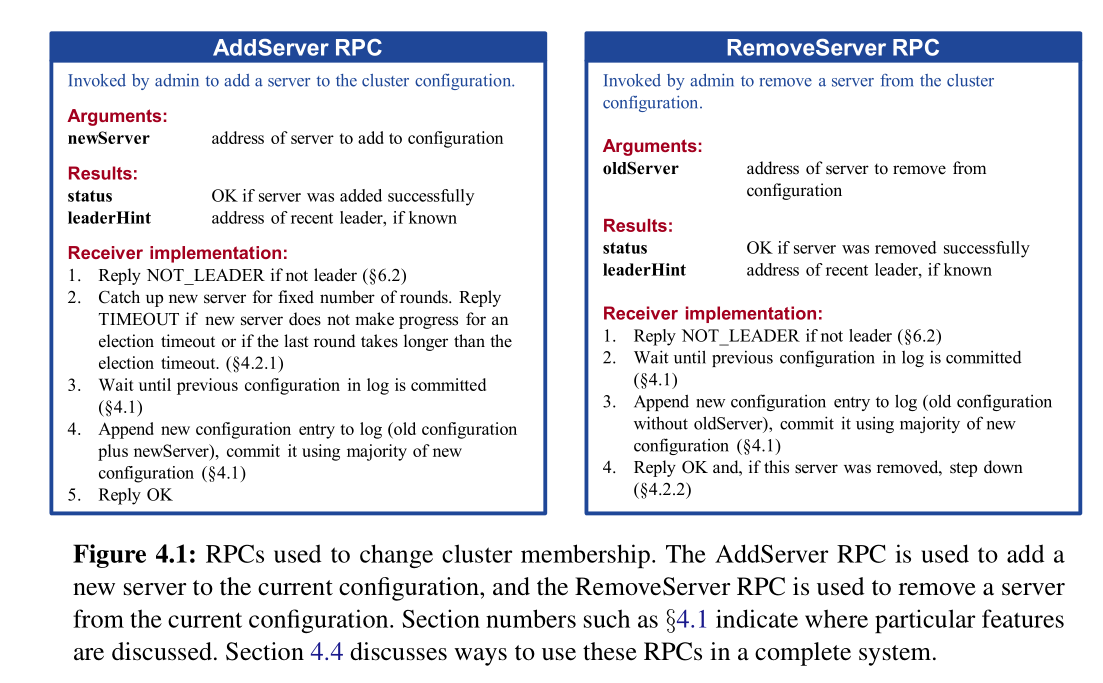 AddServer RPC
Invoked by admin to add a server to the cluster configuration.
Arguments:
newServer address of server to add to configuration
Results:
status OK if server was added successfully
leaderHint address of recent leader, if known
Receiver implementation:
1. Reply NOT_LEADER if not leader (§6.2)
2. Catch up new server for fixed number of rounds. Reply
TIMEOUT if new server does not make progress for an
election timeout or if the last round takes longer than the
election timeout. (§4.2.1)
3. Wait until previous configuration in log is committed
(§4.1)
4. Append new configuration entry to log (old configuration
plus newServer), commit it using majority of new
configuration (§4.1)
5. Reply OK
RemoveServer RPC
Invoked by admin to remove a server from the cluster
configuration.
Arguments:
oldServer address of server to remove from
configuration
Results:
status OK if server was removed successfully
leaderHint address of recent leader, if known
Receiver implementation:
1. Reply NOT_LEADER if not leader (§6.2)
2. Wait until previous configuration in log is committed
(§4.1)
3. Append new configuration entry to log (old configuration
without oldServer), commit it using majority of new
configuration (§4.1)
4. Reply OK and, if this server was removed, step down
(§4.2.2)
Figure 4.1: RPCs used to change cluster membership. The AddServer RPC is used to add a
new server to the current configuration, and the RemoveServer RPC is used to remove a server
from the current configuration. Section numbers such as §4.1 indicate where particular features
are discussed. Section 4.4 discusses ways to use these RPCs in a complete system.